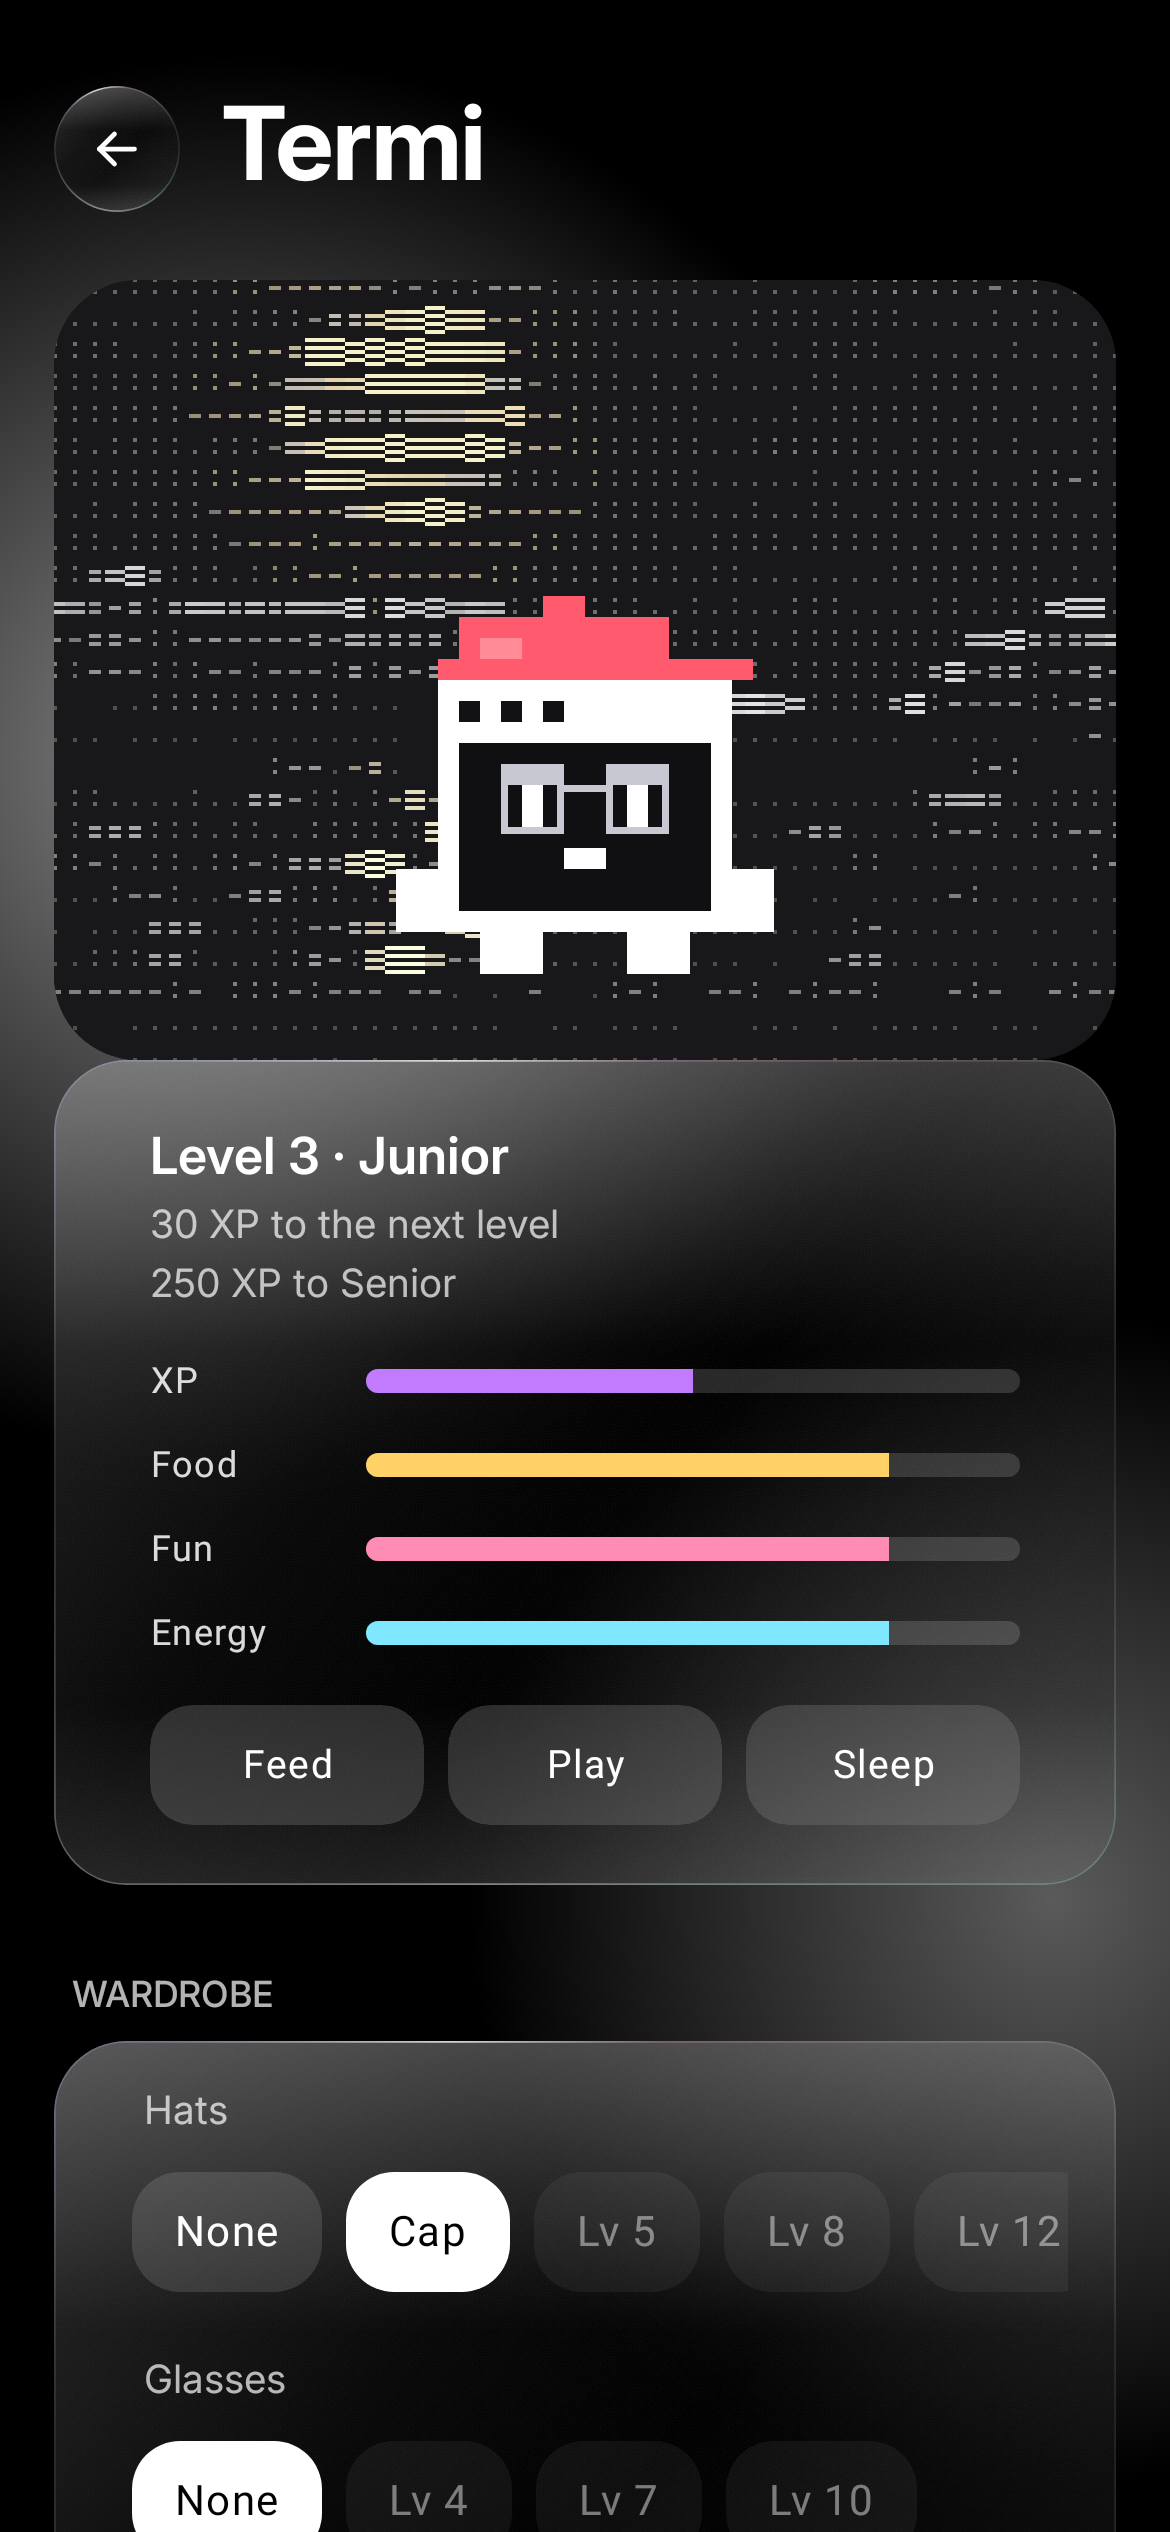 Termi
Level 3 · Junior
30 XP to the next level
250 XP to Senior
XP
Food
Fun
Energy
Feed Play Sleep
WARDROBE
Hats
None Cap Lv 5 Lv 8 Lv 12
Glasses
None Lv 4 Lv 7 Lv 10